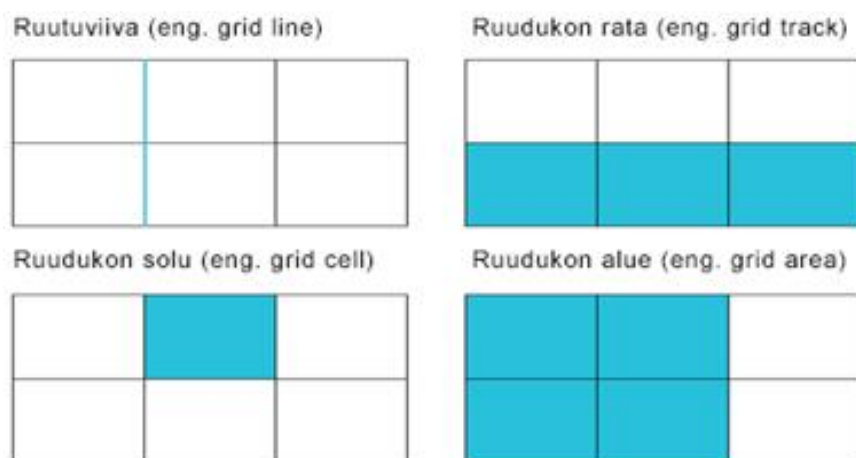 Ruutuviiva (eng. grid line)
Ruudukon rata (eng. grid track)
Ruudukon solu (eng. grid cell)
Ruudukon alue (eng. grid area)